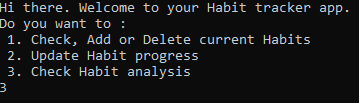 Hi there. Welcome to your Habit tracker app.
Do you want to :
1. Check, Add or Delete current Habits
2. Update Habit progress
3. Check Habit analysis
3